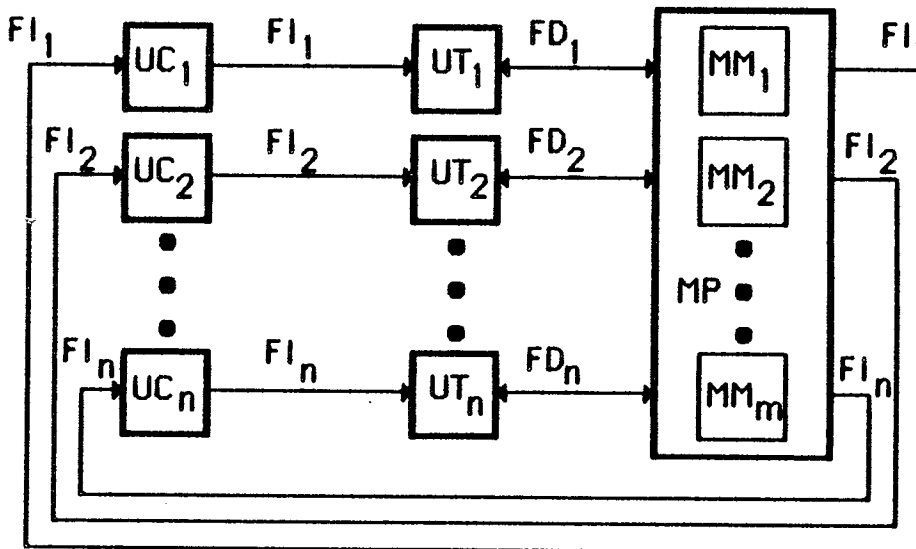 FI₁ FI₁ FD₁ FI
UC₁ UT₁ MM₁
FI₂ FI₂ FD₂ FI₂
UC₂ UT₂ MM₂
MP
FIₙ FIₙ FDₙ FIₙ
UCₙ UTₙ MMₘ